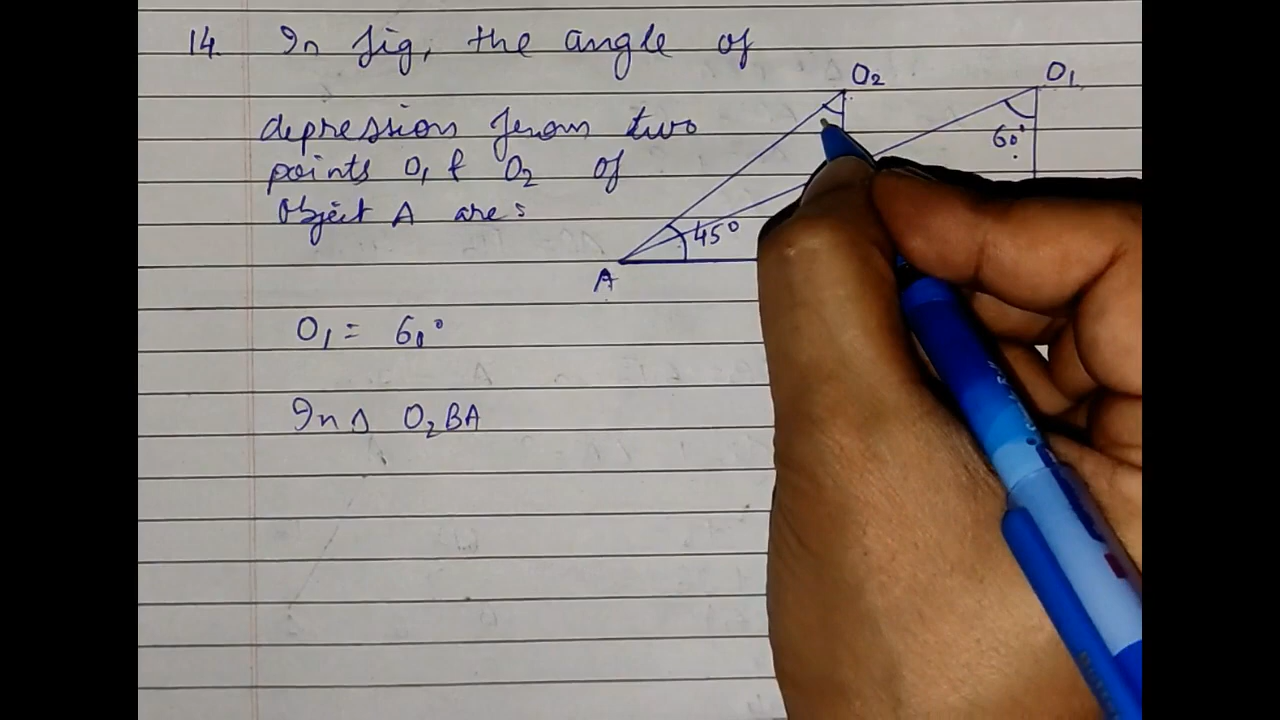 14. In fig, the angle of
depression from two
points O₁ & O₂ of
Object A are:
O₂
O₁
60°
45°
A
O₁ = 60°
In Δ O₂BA